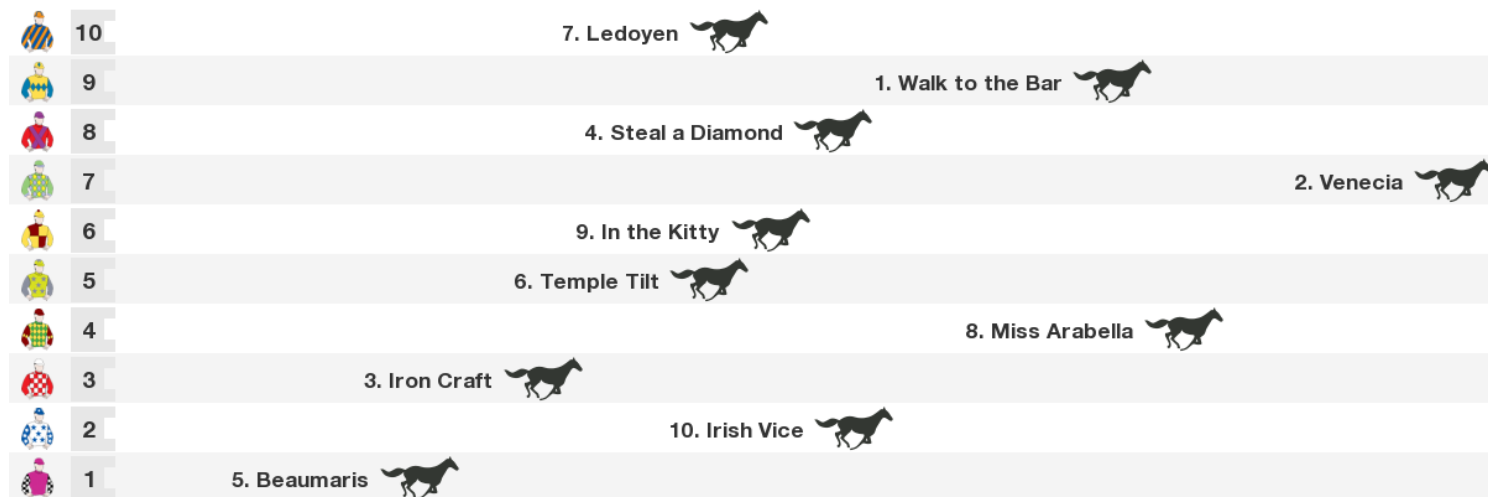 10 7. Ledoyen
9 1. Walk to the Bar
8 4. Steal a Diamond
7 2. Venecia
6 9. In the Kitty
5 6. Temple Tilt
4 8. Miss Arabella
3 3. Iron Craft
2 10. Irish Vice
1 5. Beaumaris